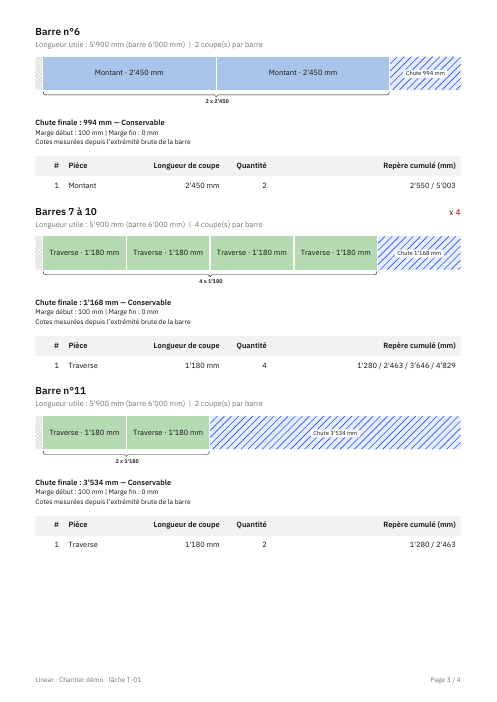 Barre n°6
Longueur utile : 5'900 mm (barre 6'000 mm) | 2 coupe(s) par barre
Montant · 2'450 mm
Montant · 2'450 mm
Chute 994 mm
2 x 2'450
Chute finale : 994 mm — Conservable
Marge début : 100 mm | Marge fin : 0 mm
Cotes mesurées depuis l'extrémité brute de la barre
# Pièce Longueur de coupe Quantité Repère cumulé (mm)
1 Montant 2'450 mm 2 2'550 / 5'003
Barres 7 à 10 x 4
Longueur utile : 5'900 mm (barre 6'000 mm) | 4 coupe(s) par barre
Traverse · 1'180 mm
Traverse · 1'180 mm
Traverse · 1'180 mm
Traverse · 1'180 mm
Chute 1'168 mm
4 x 1'180
Chute finale : 1'168 mm — Conservable
Marge début : 100 mm | Marge fin : 0 mm
Cotes mesurées depuis l'extrémité brute de la barre
# Pièce Longueur de coupe Quantité Repère cumulé (mm)
1 Traverse 1'180 mm 4 1'280 / 2'463 / 3'646 / 4'829
Barre n°11
Longueur utile : 5'900 mm (barre 6'000 mm) | 2 coupe(s) par barre
Traverse · 1'180 mm
Traverse · 1'180 mm
Chute 3'534 mm
2 x 1'180
Chute finale : 3'534 mm — Conservable
Marge début : 100 mm | Marge fin : 0 mm
Cotes mesurées depuis l'extrémité brute de la barre
# Pièce Longueur de coupe Quantité Repère cumulé (mm)
1 Traverse 1'180 mm 2 1'280 / 2'463
Linear · Chantier démo · tâche T-01 Page 3 / 4